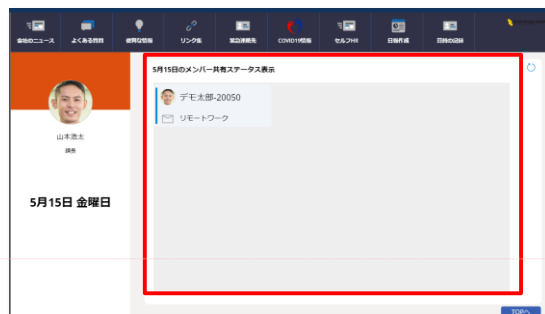 会社のニュース
よくある質問
便利な情報
リンク集
緊急連絡先
COVID19情報
セルフHR
日報作成
日時の記録
5月15日のメンバー共有ステータス表示
デモ太郎-20050
リモートワーク
山本浩太
課長
5月15日 金曜日
TOPへ